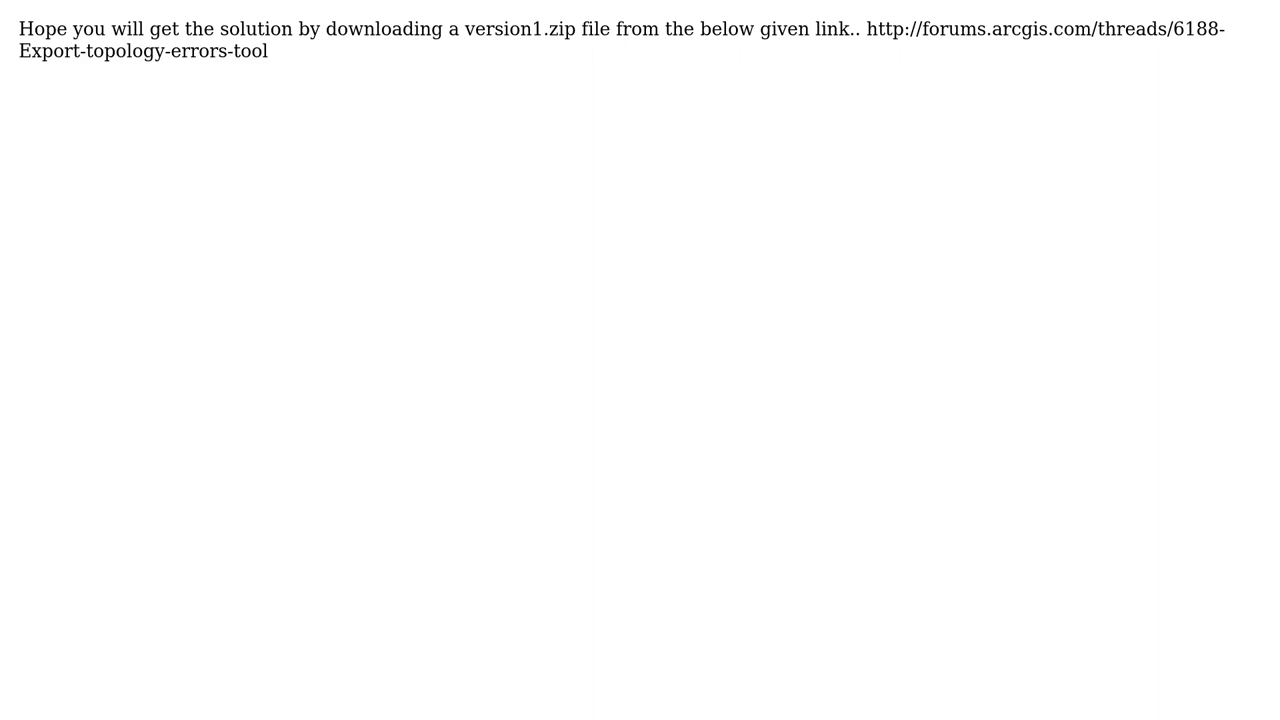 Hope you will get the solution by downloading a version1.zip file from the below given link.. http://forums.arcgis.com/threads/6188-
Export-topology-errors-tool